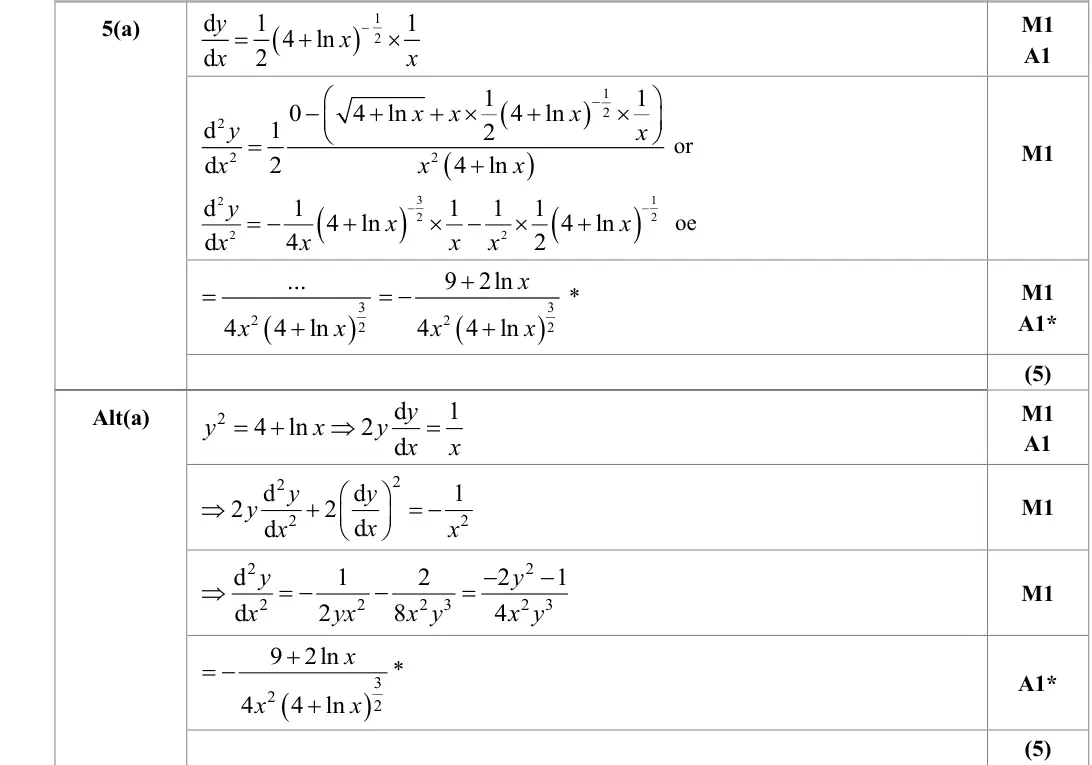 5(a)
dy/dx = 1/2 (4 + ln x)^(-1/2) × 1/x
M1
A1
d²y/dx² = 1/2 (0 − (√(4 + ln x) + x × 1/2 (4 + ln x)^(-1/2) × 1/x)) / (x² (4 + ln x)) or
d²y/dx² = −1/(4x) (4 + ln x)^(-3/2) × 1/x − 1/x² × 1/2 (4 + ln x)^(-1/2) oe
M1
= ... / (4x² (4 + ln x)^(3/2)) = − (9 + 2 ln x) / (4x² (4 + ln x)^(3/2)) *
M1
A1*
(5)
Alt(a)
y² = 4 + ln x ⇒ 2y dy/dx = 1/x
M1
A1
⇒ 2y d²y/dx² + 2 (dy/dx)² = − 1/x²
M1
⇒ d²y/dx² = − 1/(2yx²) − 2/(8x²y³) = (−2y² − 1)/(4x²y³)
M1
= − (9 + 2 ln x) / (4x² (4 + ln x)^(3/2)) *
A1*
(5)